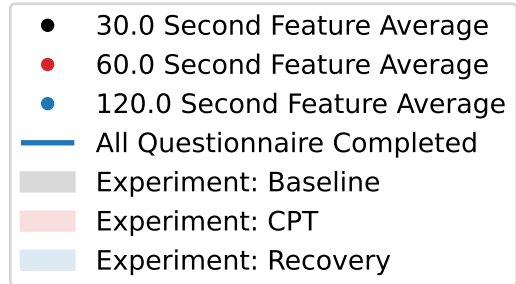 30.0 Second Feature Average
60.0 Second Feature Average
120.0 Second Feature Average
All Questionnaire Completed
Experiment: Baseline
Experiment: CPT
Experiment: Recovery